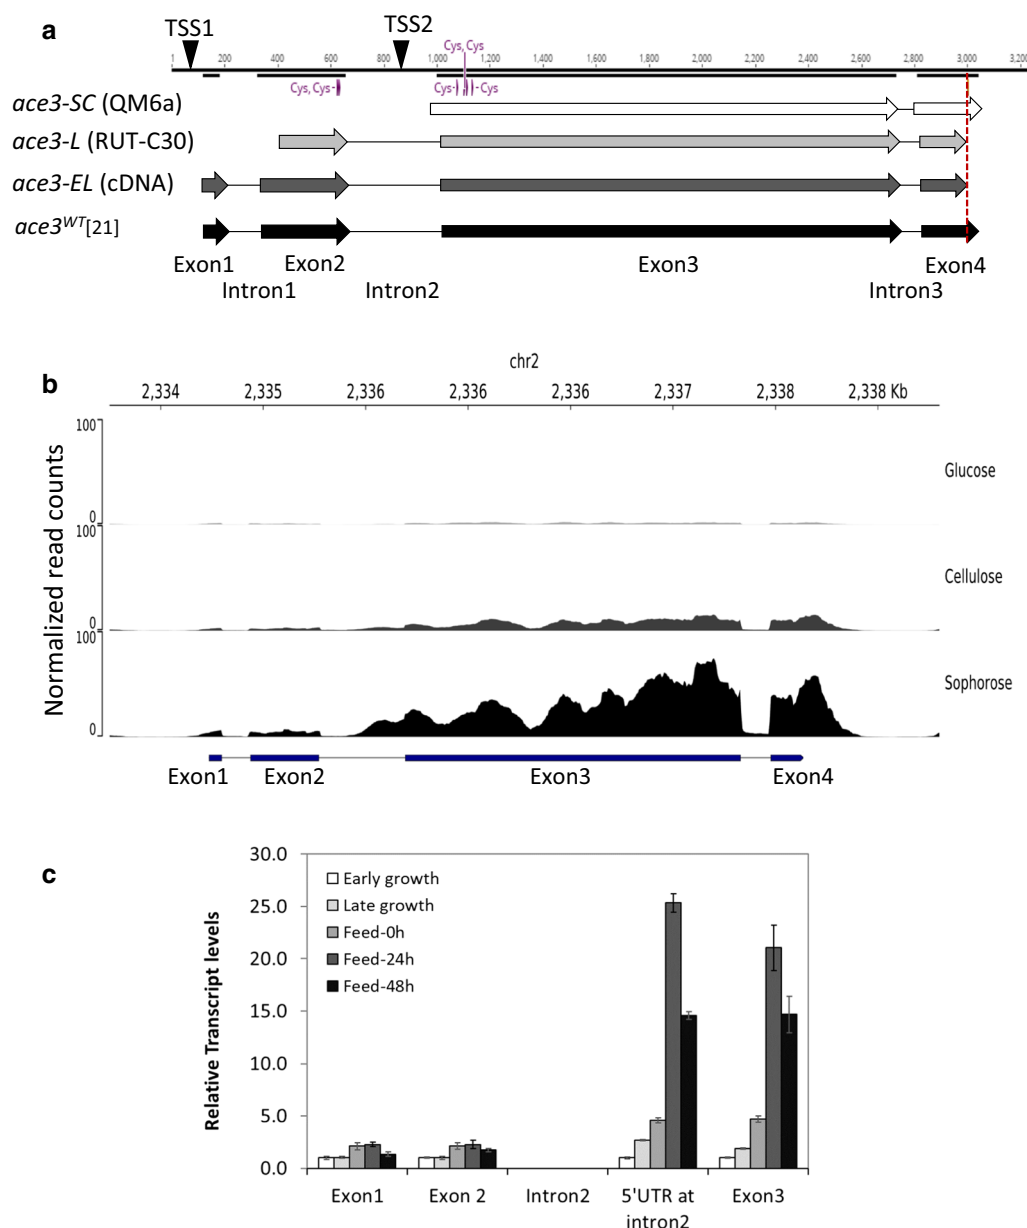 a
TSS1
TSS2
Cys, Cys
1 200 400 600 800 1,000 1,200 1,400 1,600 1,800 2,000 2,200 2,400 2,600 2,800 3,000 3,200
Cys, Cys- Cys- -Cys
ace3-SC (QM6a)
ace3-L (RUT-C30)
ace3-EL (cDNA)
ace3WT[21]
Exon1 Exon2 Exon3 Exon4
Intron1 Intron2 Intron3
b
chr2
2,334 2,335 2,336 2,336 2,336 2,337 2,338 2,338 Kb
Normalized read counts
100
Glucose
0
100
Cellulose
0
100
Sophorose
0
Exon1 Exon2 Exon3 Exon4
c
Relative Transcript levels
30.0
25.0
20.0
15.0
10.0
5.0
0.0
Early growth
Late growth
Feed-0h
Feed-24h
Feed-48h
Exon1 Exon 2 Intron2 5'UTR at Exon3
intron2